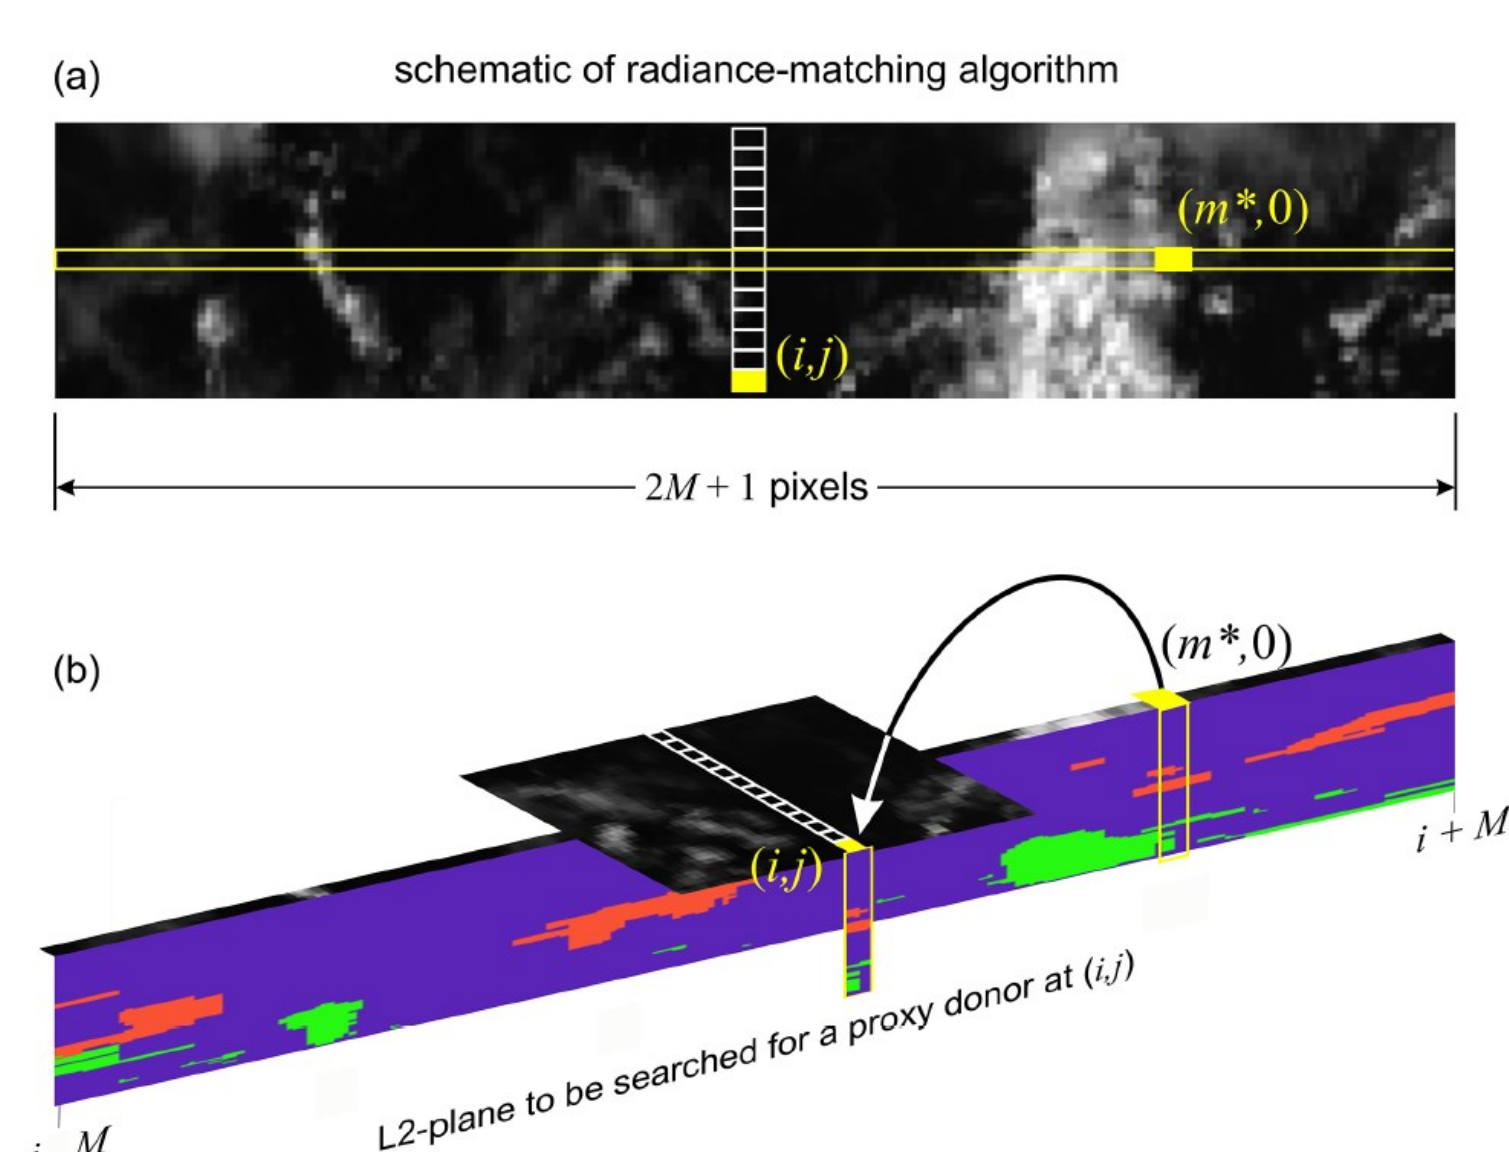 (a)
schematic of radiance-matching algorithm
(m*,0)
(i,j)
2M + 1 pixels
(b)
(m*,0)
(i,j)
i + M
L2-plane to be searched for a proxy donor at (i,j)
M